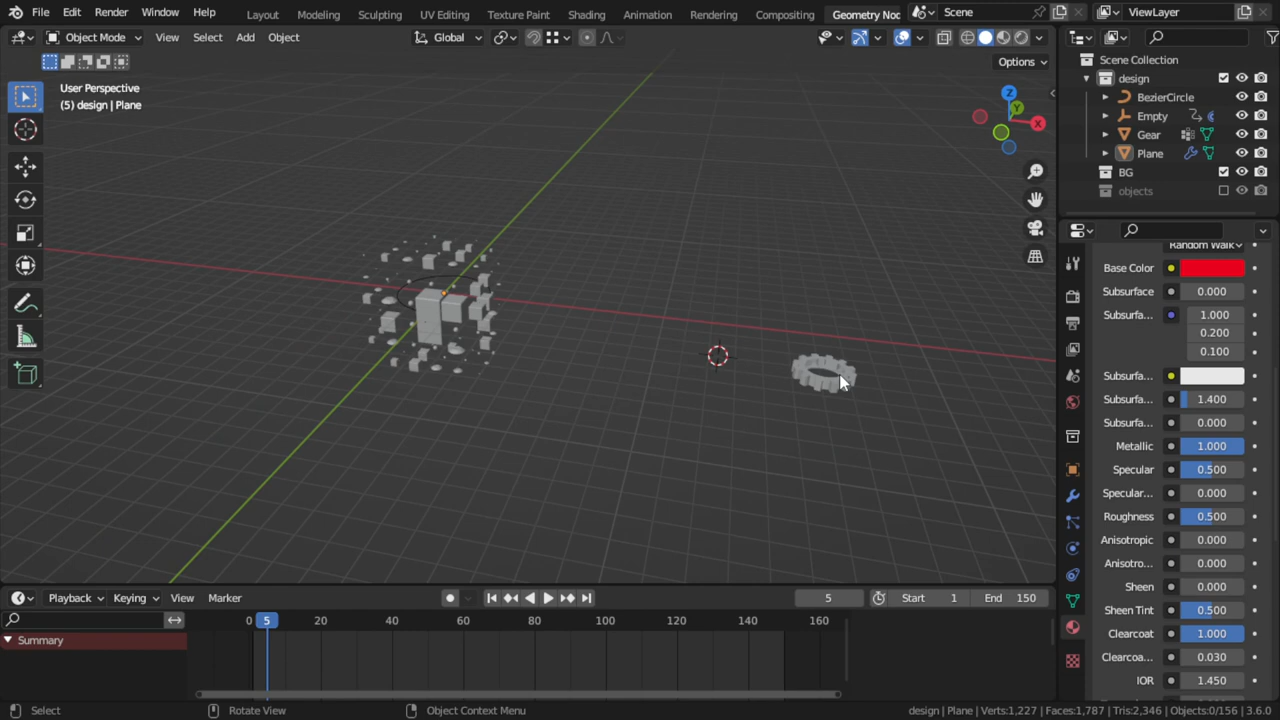 File Edit Render Window Help Layout Modeling Sculpting UV Editing Texture Paint Shading Animation Rendering Compositing Geometry Noc Scene ViewLayer
Object Mode View Select Add Object Global
Options
User Perspective
(5) design | Plane
Z
Y
X
Scene Collection
design
BezierCircle
Empty
Gear
Plane
BG
objects
Random Walk
Base Color
Subsurface 0.000
Subsurfa... 1.000
0.200
0.100
Subsurfa...
Subsurfa... 1.400
Subsurfa... 0.000
Metallic 1.000
Specular 0.500
Specular... 0.000
Roughness 0.500
Anisotropic 0.000
Anisotro... 0.000
Sheen 0.000
Sheen Tint 0.500
Clearcoat 1.000
Clearcoa... 0.030
IOR 1.450
Playback Keying View Marker 5 Start 1 End 150
0 5 20 40 60 80 100 120 140 160
Summary
Select Rotate View Object Context Menu design | Plane | Verts:1,227 | Faces:1,787 | Tris:2,346 | Objects:0/156 | 3.6.0